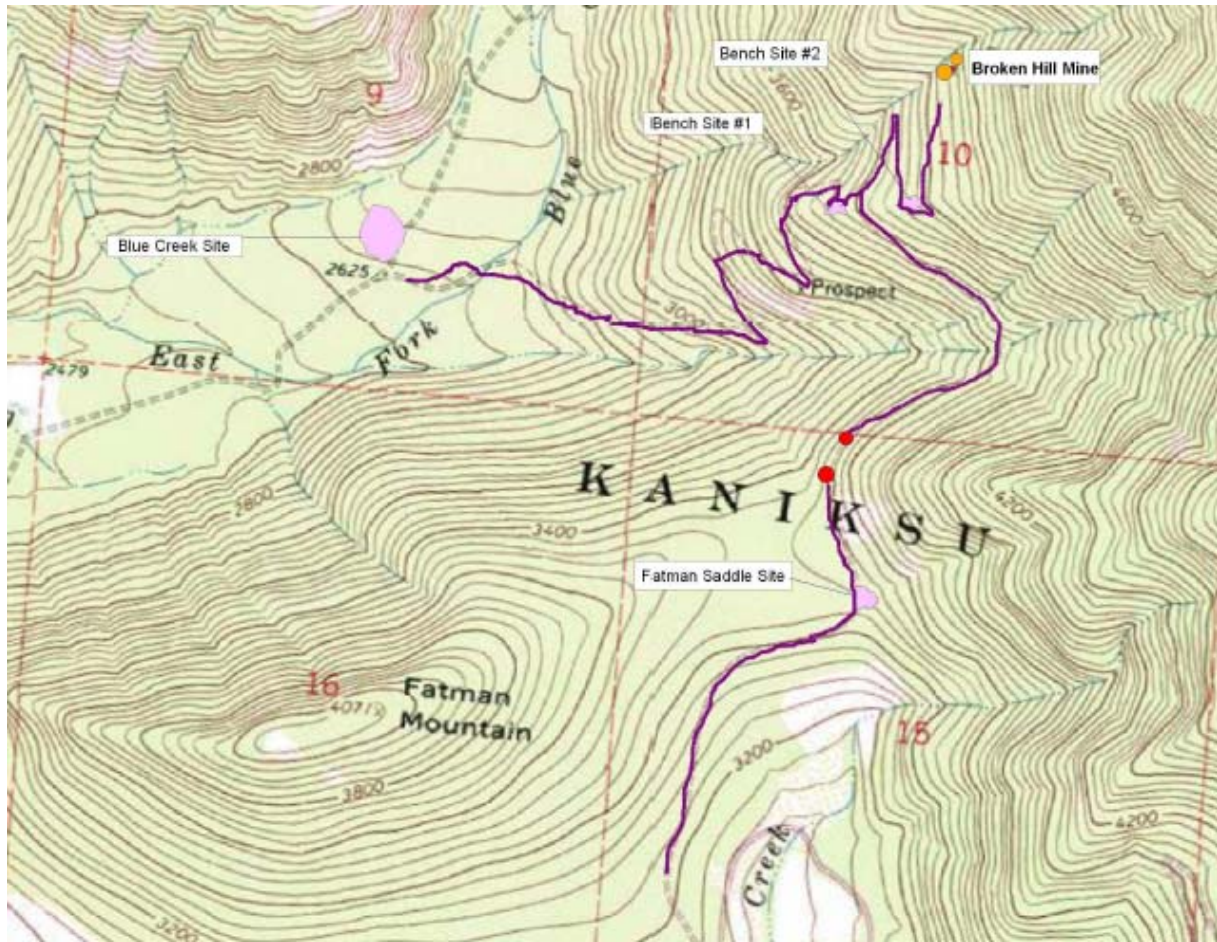 Bench Site #2
Broken Hill Mine
3600
9
Bench Site #1
10
2800
Blue
4600
Blue Creek Site
2625
Prospect
3000
East
Fork
2479
KANIKSU
2800
4200
3400
Fatman Saddle Site
16
Fatman
Mountain
15
3200
3800
4200
Creek
3200